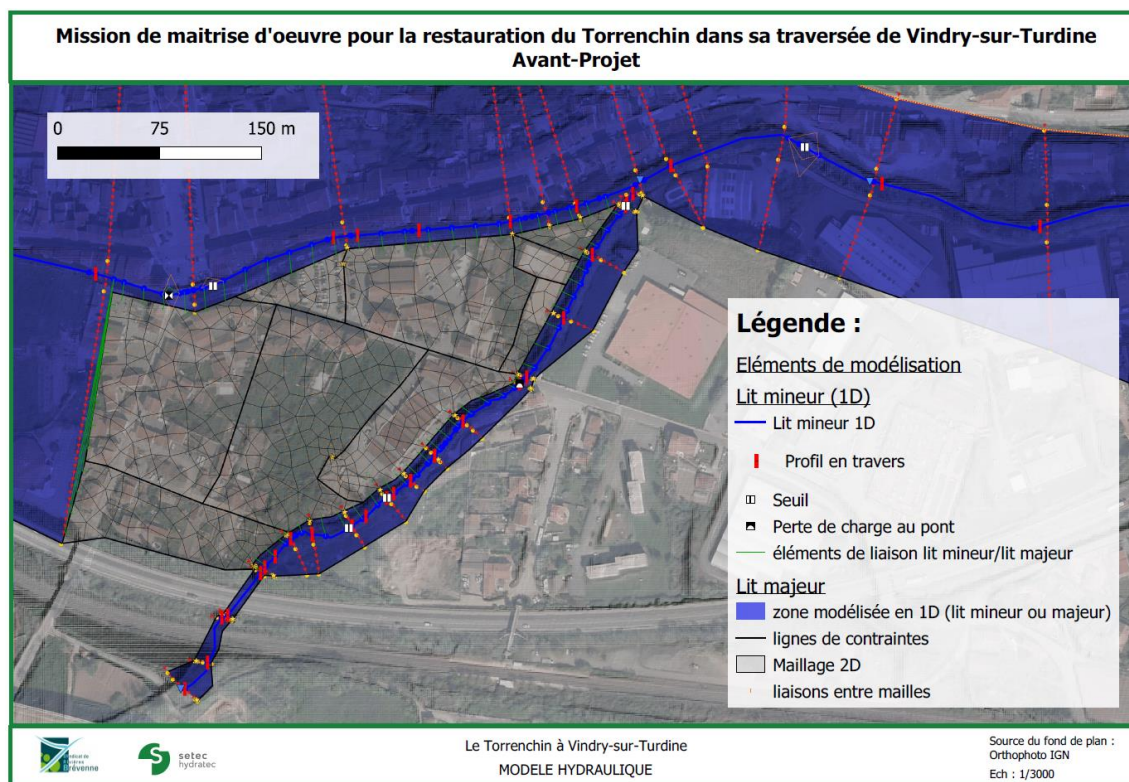 Mission de maitrise d'oeuvre pour la restauration du Torrenchin dans sa traversée de Vindry-sur-Turdine
Avant-Projet
0 75 150 m
Légende :
Eléments de modélisation
Lit mineur (1D)
Lit mineur 1D
Profil en travers
Seuil
Perte de charge au pont
éléments de liaison lit mineur/lit majeur
Lit majeur
zone modélisée en 1D (lit mineur ou majeur)
lignes de contraintes
Maillage 2D
liaisons entre mailles
setec
hydratec
Le Torrenchin à Vindry-sur-Turdine
MODELE HYDRAULIQUE
Source du fond de plan :
Orthophoto IGN
Ech : 1/3000